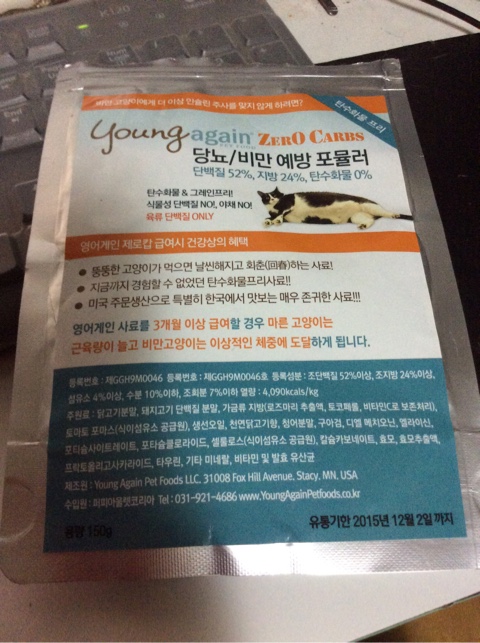 비만 고양이에게 더 이상 인슐린 주사를 맞지 않게 하려면?
탄수화물 프리
young again ZERO CARBS
PET FOOD
당뇨/비만 예방 포뮬러
단백질 52%, 지방 24%, 탄수화물 0%
탄수화물 & 그레인프리!
식물성 단백질 NO!, 야채 NO!
육류 단백질 ONLY
영어게인 제로캅 급여시 건강상의 혜택
● 뚱뚱한 고양이가 먹으면 날씬해지고 회춘(回春)하는 사료!
● 지금까지 경험할 수 없었던 탄수화물프리사료!!
● 미국 주문생산으로 특별히 한국에서 맛보는 매우 존귀한 사료!!!
영어게인 사료를 3개월 이상 급여할 경우 마른 고양이는
근육량이 늘고 비만고양이는 이상적인 체중에 도달하게 됩니다.
등록번호 : 제GGH9M0046 등록번호 : 제GGH9M0046호 등록성분 : 조단백질 52%이상, 조지방 24%이상,
섬유소 4%이상, 수분 10%이하, 조회분 7%이하 열량 : 4,090kcals/kg
주원료 : 닭고기분말, 돼지고기 단백질 분말, 가금류 지방(로즈마리 추출액, 토코페롤, 비타민C로 보존처리),
토마토 포마스(식이섬유소 공급원), 생선오일, 천연닭고기향, 청어분말, 구아검, 디엘 메치오닌, 엘라이신,
포티슘사이트레이트, 포타슘클로라이드, 셀룰로스(식이섬유소 공급원), 칼슘카보네이트, 효모, 효모추출액,
프락토올리고사카라이드, 타우린, 기타 미네랄, 비타민 및 발효 유산균
제조원 : Young Again Pet Foods LLC. 31008 Fox Hill Avenue. Stacy. MN. USA
수입원 : 퍼피아울렛코리아 Tel : 031-921-4686 www.YoungAgainPetfoods.co.kr
용량 150g
유통기한 2015년 12월 2일 까지